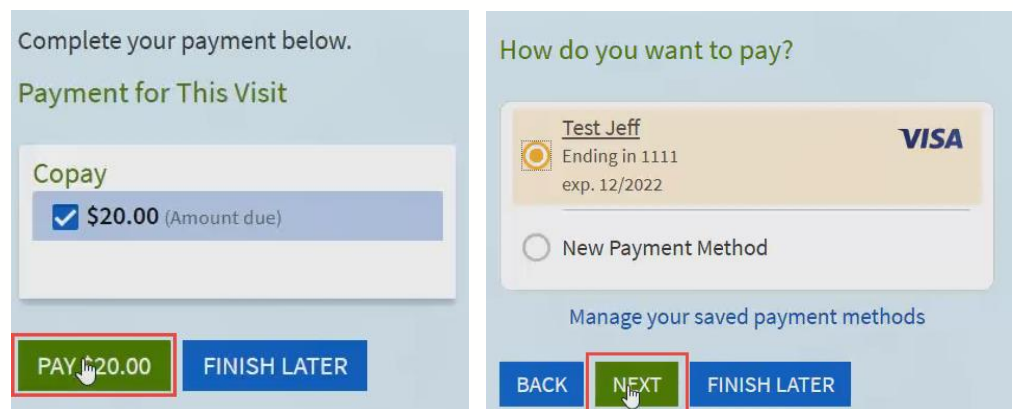 Complete your payment below.
Payment for This Visit
Copay
$20.00 (Amount due)
PAY $20.00
FINISH LATER
How do you want to pay?
Test Jeff
VISA
Ending in 1111
exp. 12/2022
New Payment Method
Manage your saved payment methods
BACK
NEXT
FINISH LATER